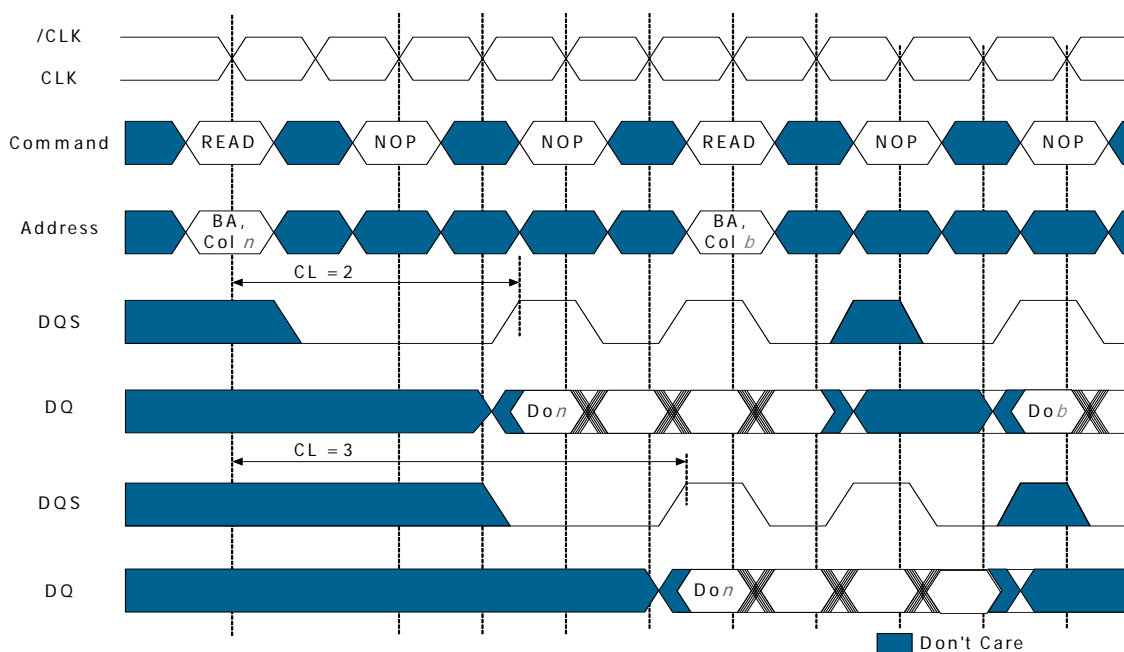 /CLK
CLK
Command READ NOP NOP READ NOP NOP
Address BA, Col n BA, Col b
CL = 2
DQS
DQ Don Dob
CL = 3
DQS
DQ Don
Don't Care